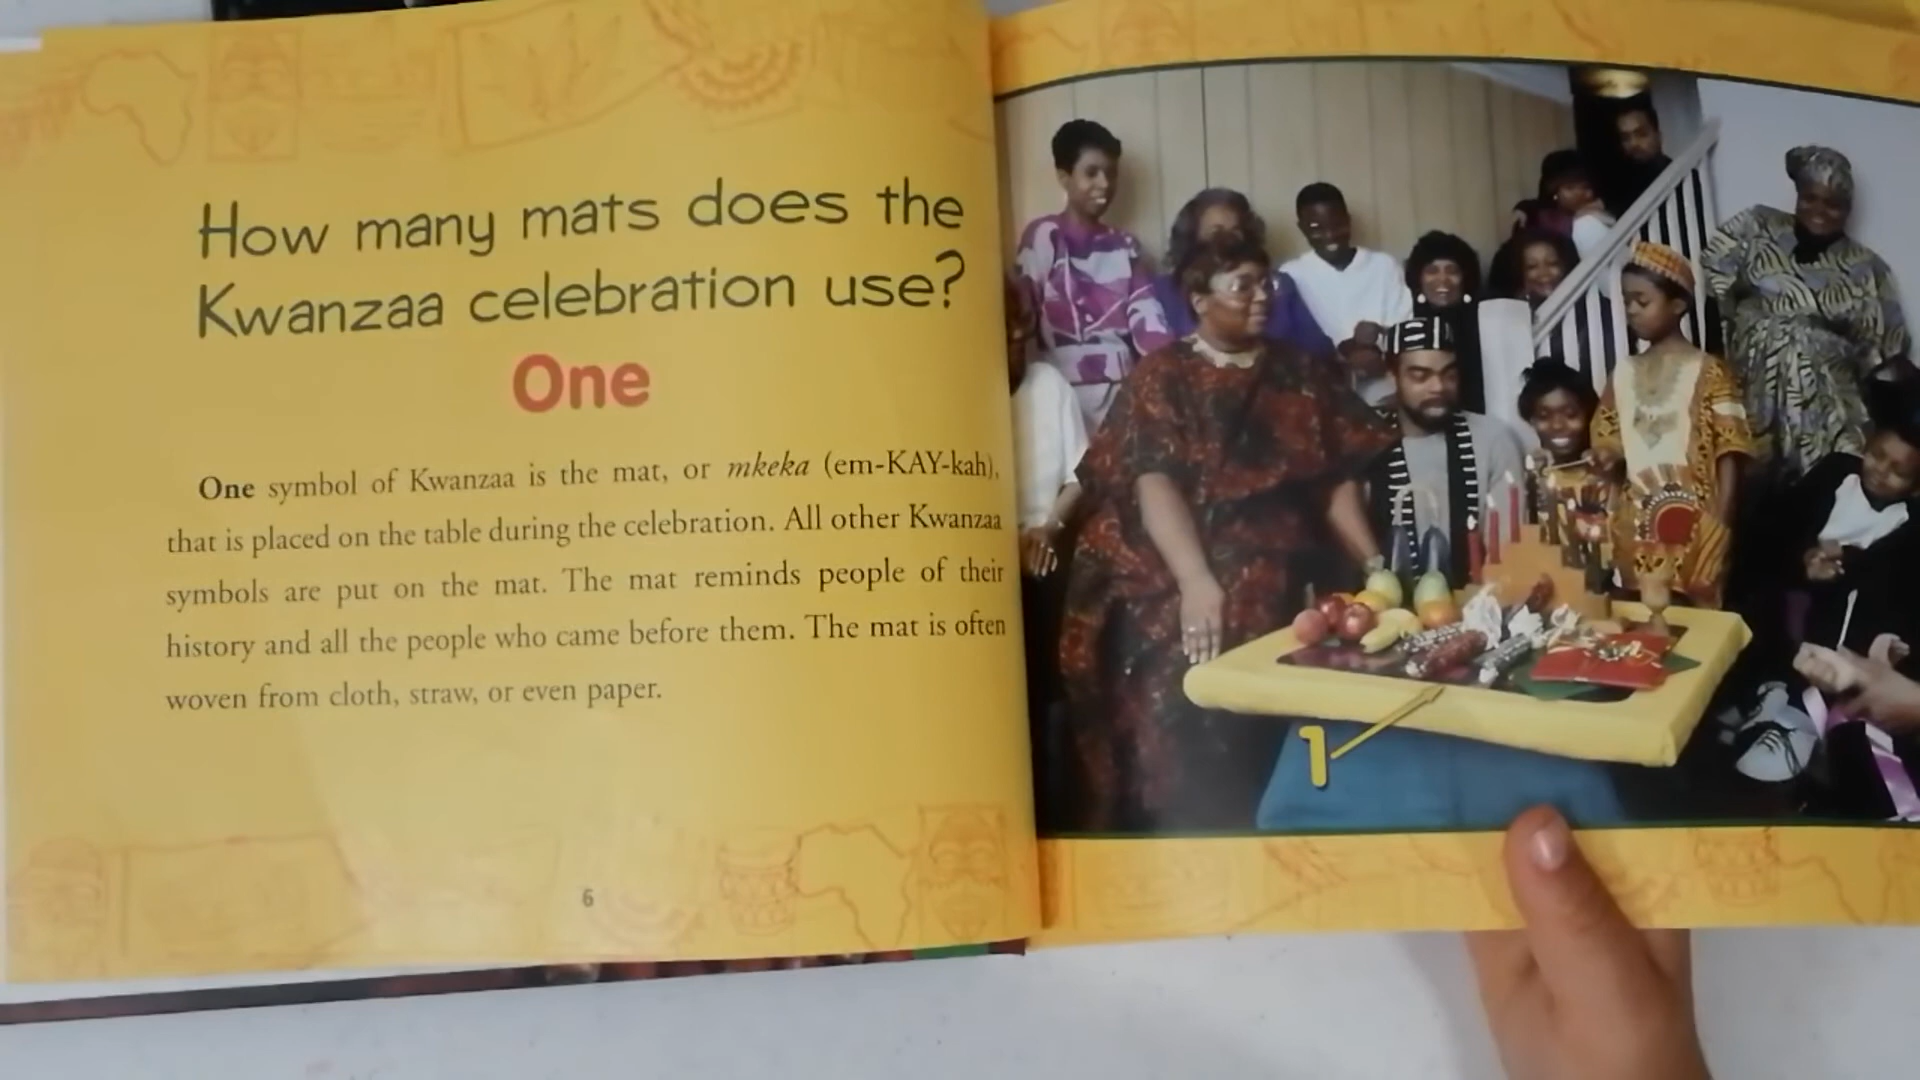 How many mats does the
Kwanzaa celebration use?
One
One symbol of Kwanzaa is the mat, or mkeka (em-KAY-kah),
that is placed on the table during the celebration. All other Kwanzaa
symbols are put on the mat. The mat reminds people of their
history and all the people who came before them. The mat is often
woven from cloth, straw, or even paper.
6
1